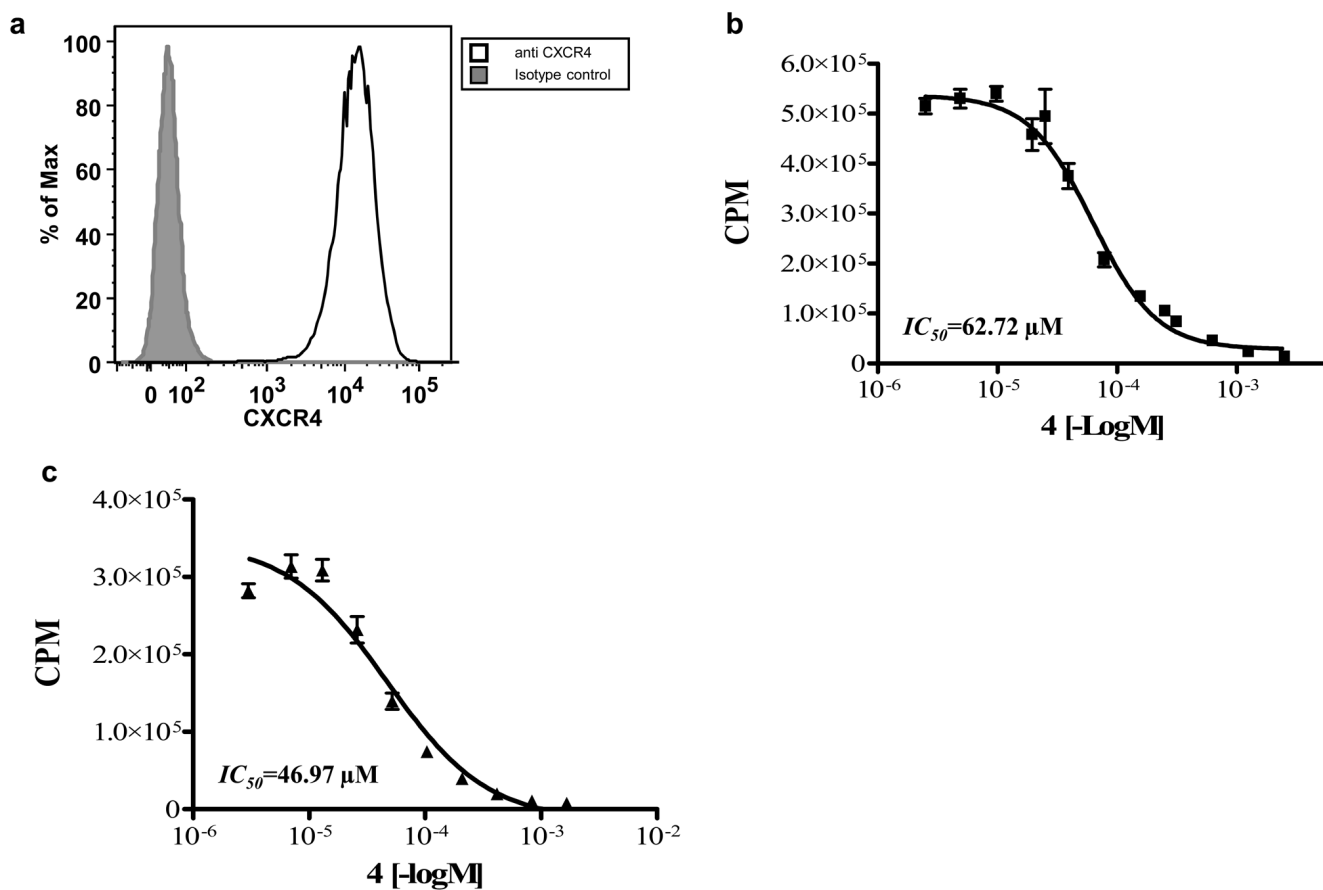 a
100
80
60
40
20
0
% of Max
0 10² 10³ 10⁴ 10⁵
CXCR4
anti CXCR4
Isotype control
b
6.0×10⁵
5.0×10⁵
4.0×10⁵
3.0×10⁵
2.0×10⁵
1.0×10⁵
0
CPM
IC₅₀=62.72 µM
10⁻⁶ 10⁻⁵ 10⁻⁴ 10⁻³
4 [-LogM]
c
4.0×10⁵
3.0×10⁵
2.0×10⁵
1.0×10⁵
0
CPM
IC₅₀=46.97 µM
10⁻⁶ 10⁻⁵ 10⁻⁴ 10⁻³ 10⁻²
4 [-logM]